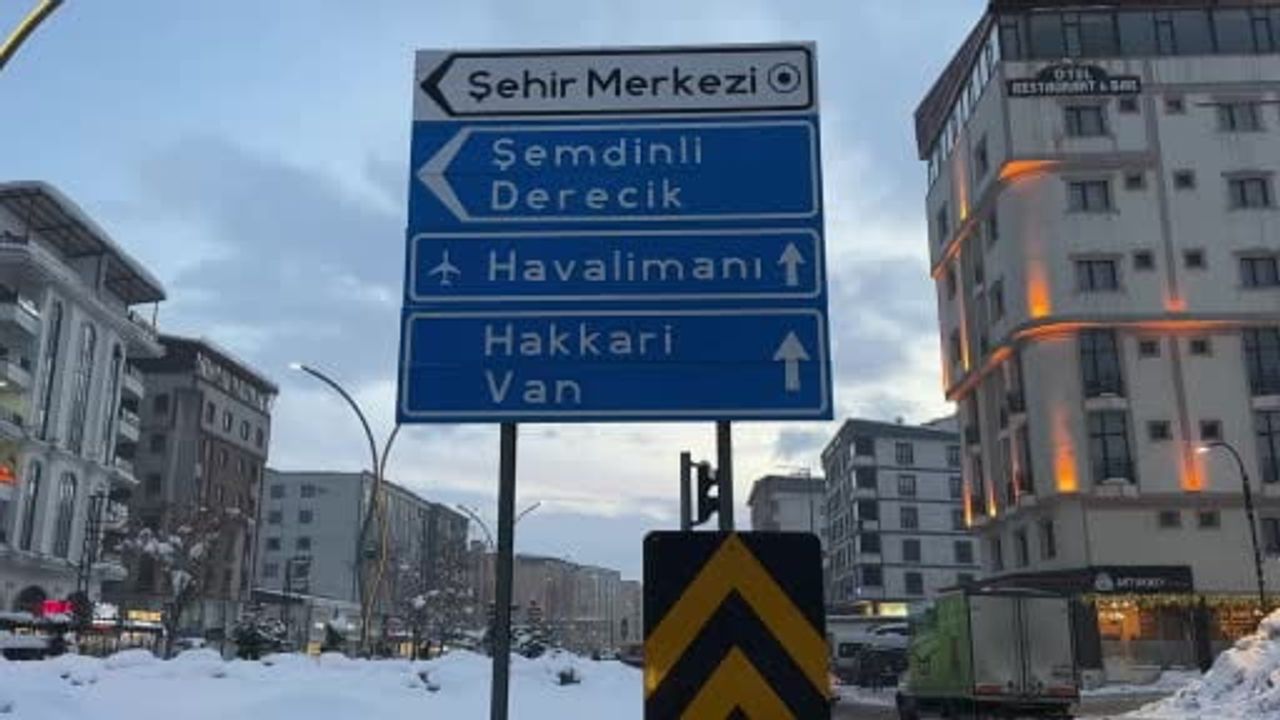 Şehir Merkezi
Şemdinli
Derecik
Havalimanı
Hakkari
Van
OTEL
RESTAURANT & BAR